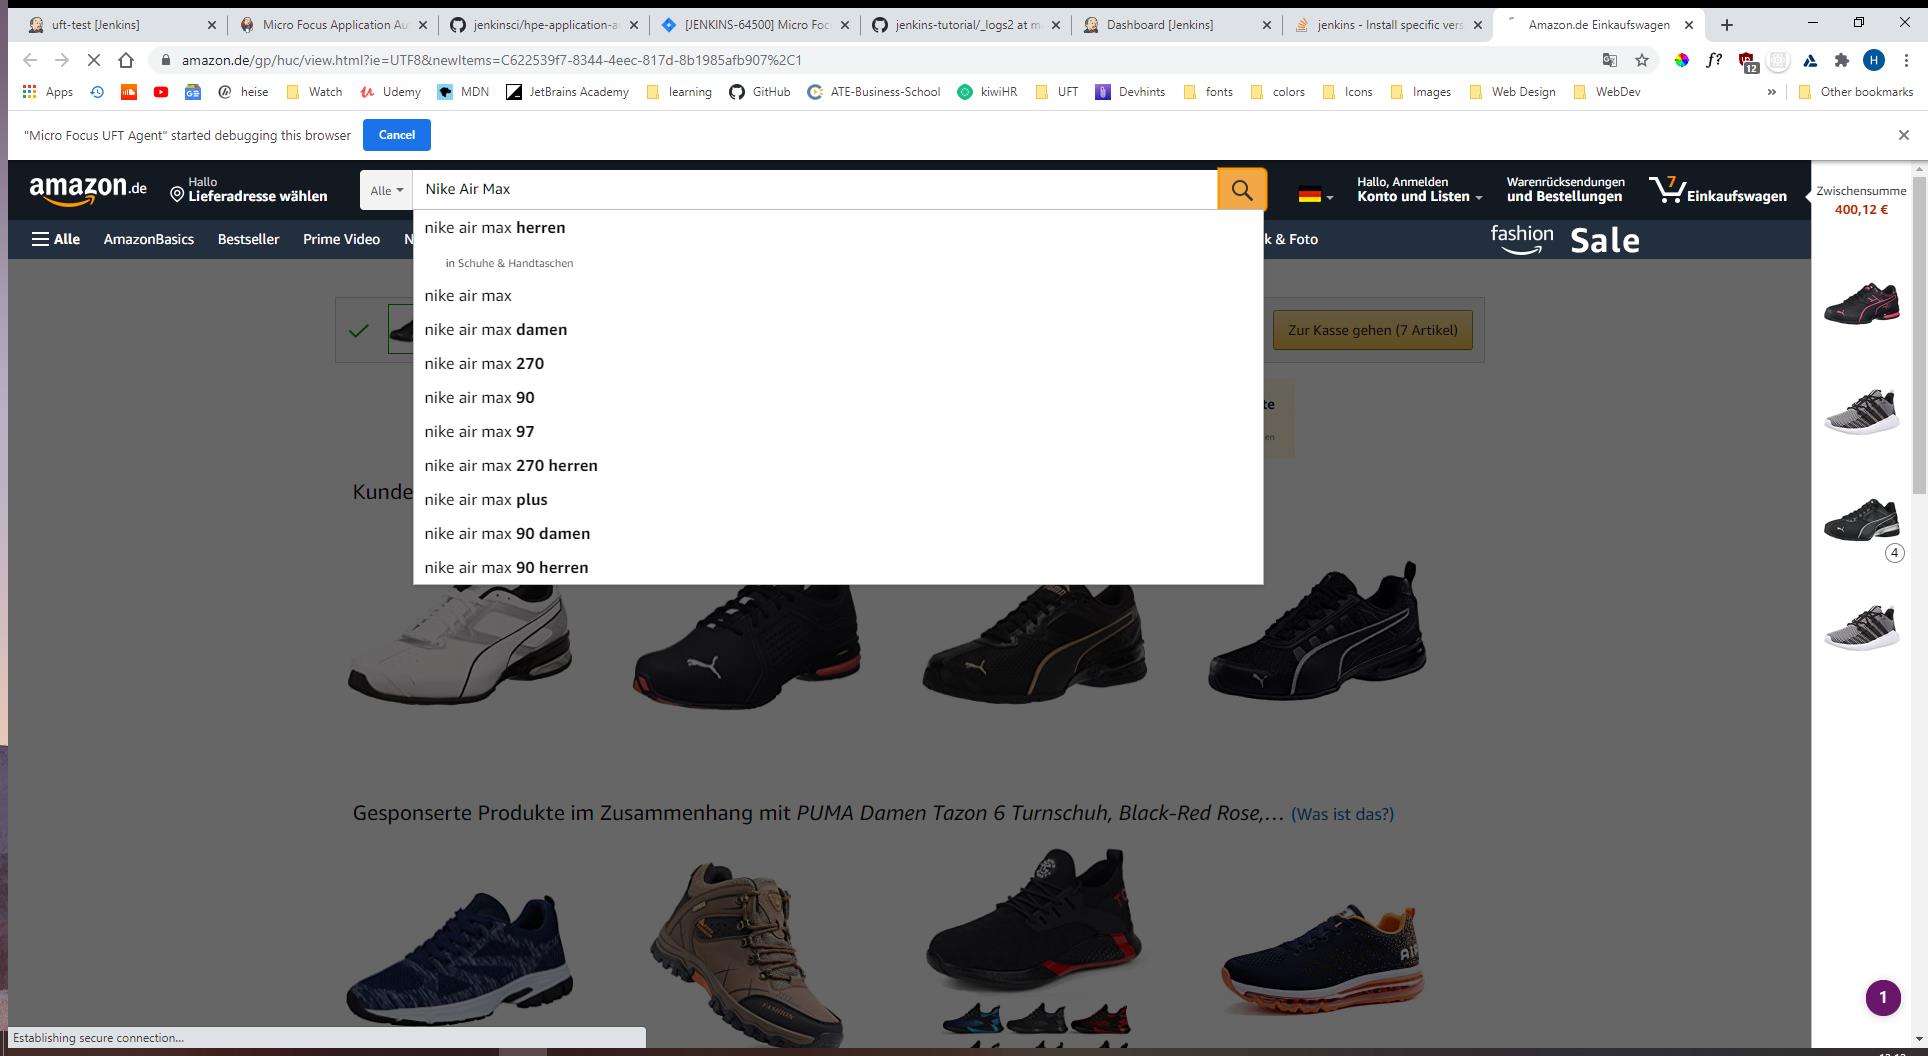 uft-test [Jenkins]
Micro Focus Application Au
jenkinsci/hpe-application-au
[JENKINS-64500] Micro Foc
jenkins-tutorial/_logs2 at m
Dashboard [Jenkins]
jenkins - Install specific vers
Amazon.de Einkaufswagen
amazon.de/gp/huc/view.html?ie=UTF8&newItems=C622539f7-8344-4eec-817d-8b1985afb907%2C1
f?
12
H
Apps
heise
Watch
Udemy
MDN
JetBrains Academy
learning
GitHub
ATE-Business-School
kiwiHR
UFT
Devhints
fonts
colors
Icons
Images
Web Design
WebDev
»
Other bookmarks
"Micro Focus UFT Agent" started debugging this browser
Cancel
amazon.de
Hallo
Lieferadresse wählen
Alle
Nike Air Max
Hallo, Anmelden
Konto und Listen
Warenrücksendungen
und Bestellungen
7
Einkaufswagen
Zwischensumme
400,12 €
Alle
AmazonBasics
Bestseller
Prime Video
N
k & Foto
fashion
Sale
nike air max herren
in Schuhe & Handtaschen
nike air max
nike air max damen
nike air max 270
nike air max 90
nike air max 97
nike air max 270 herren
nike air max plus
nike air max 90 damen
nike air max 90 herren
Zur Kasse gehen (7 Artikel)
te
en
Kunde
4
Gesponserte Produkte im Zusammenhang mit PUMA Damen Tazon 6 Turnschuh, Black-Red Rose,… (Was ist das?)
FASHION
AIR
1
Establishing secure connection...